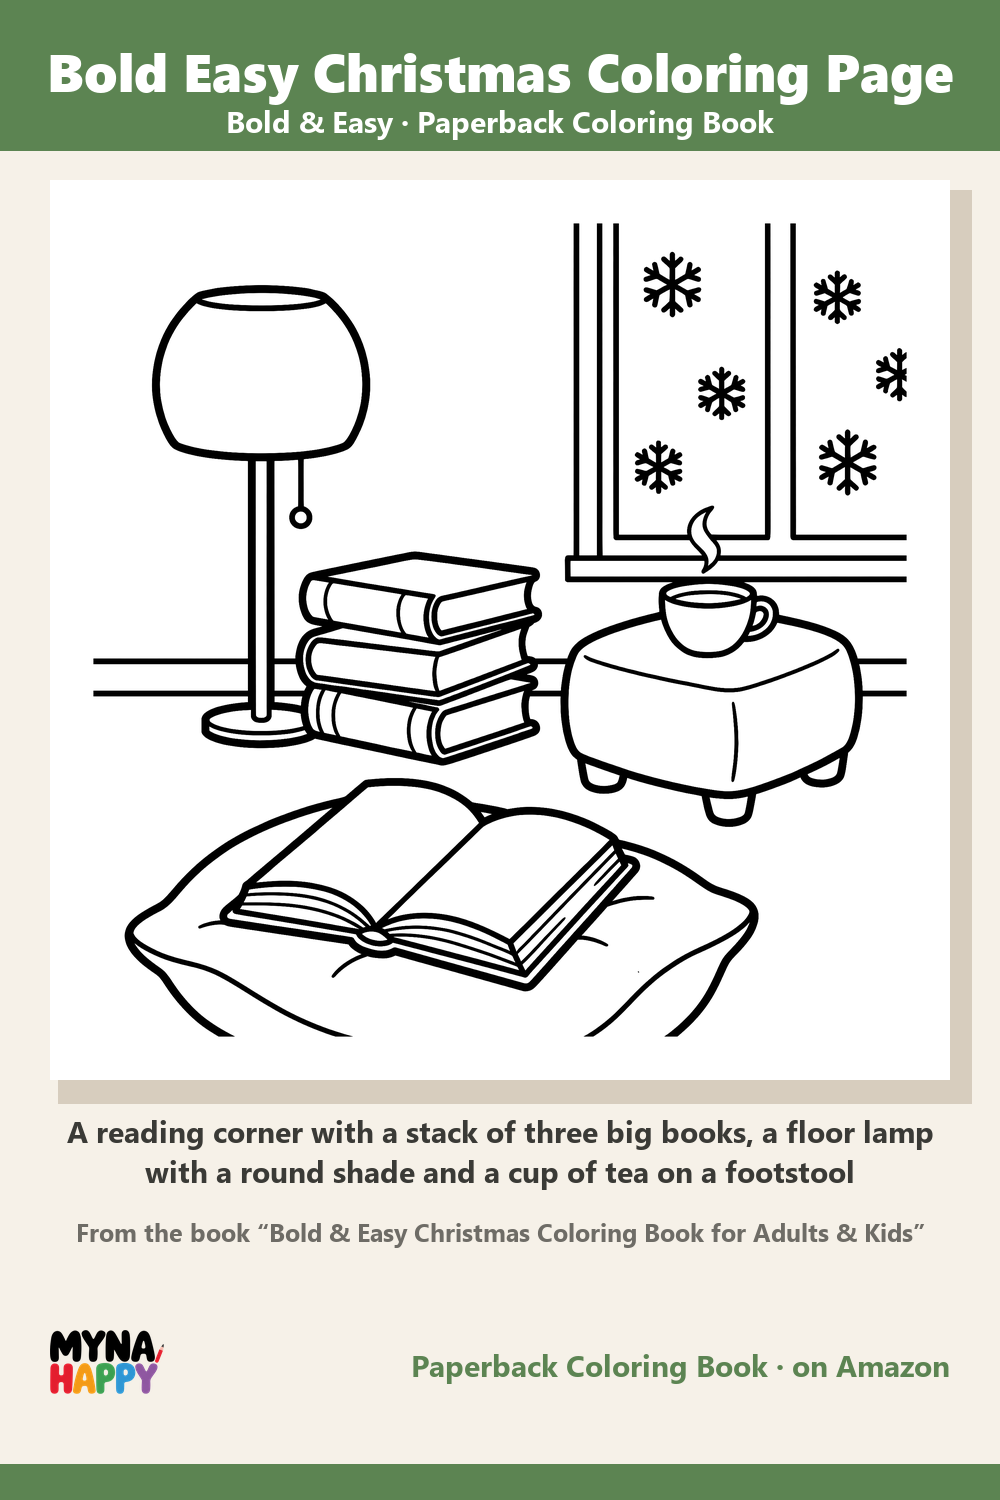 Bold Easy Christmas Coloring Page
Bold & Easy · Paperback Coloring Book
A reading corner with a stack of three big books, a floor lamp
with a round shade and a cup of tea on a footstool
From the book “Bold & Easy Christmas Coloring Book for Adults & Kids”
MYNA
HAPPY
Paperback Coloring Book · on Amazon